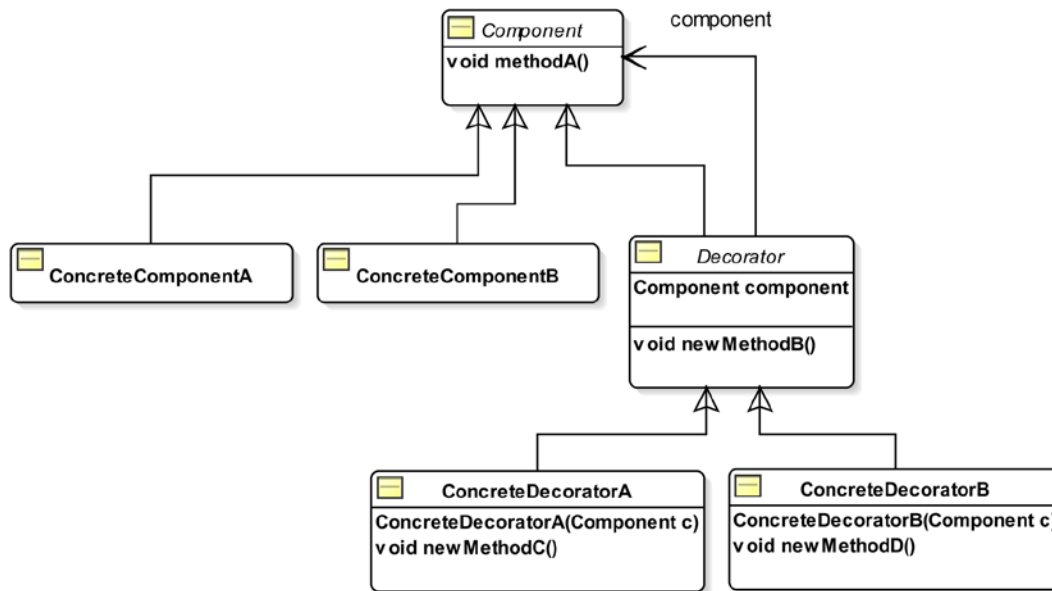 component
Component
void methodA()
ConcreteComponentA
ConcreteComponentB
Decorator
Component component
void newMethodB()
ConcreteDecoratorA
ConcreteDecoratorA(Component c)
void newMethodC()
ConcreteDecoratorB
ConcreteDecoratorB(Component c)
void newMethodD()